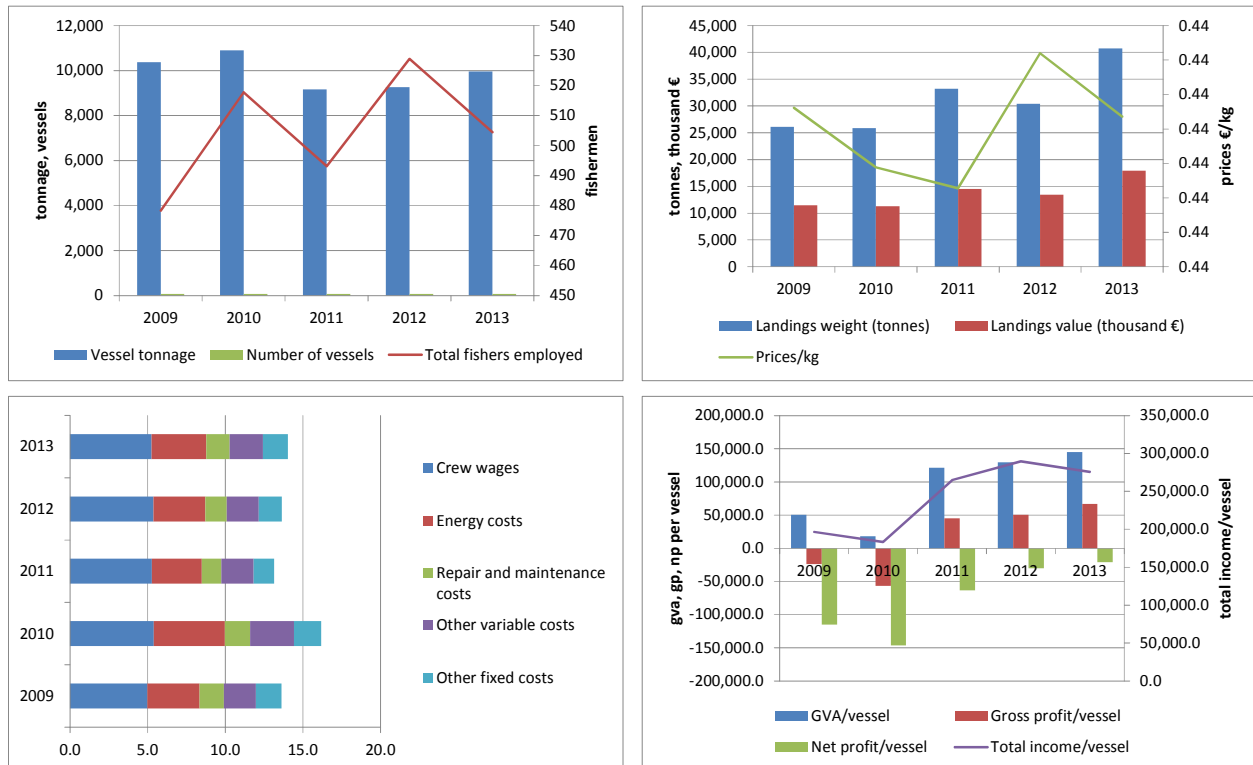 12,000
10,000
8,000
6,000
4,000
2,000
0
tonnage, vessels
540
530
520
510
500
490
480
470
460
450
fishermen
2009 2010 2011 2012 2013
Vessel tonnage Number of vessels Total fishers employed
45,000
40,000
35,000
30,000
25,000
20,000
15,000
10,000
5,000
0
tonnes, thousand €
0.44
0.44
0.44
0.44
0.44
0.44
0.44
0.44
prices €/kg
2009 2010 2011 2012 2013
Landings weight (tonnes) Landings value (thousand €)
Prices/kg
2013
2012
2011
2010
2009
0.0 5.0 10.0 15.0 20.0
Crew wages
Energy costs
Repair and maintenance
costs
Other variable costs
Other fixed costs
200,000.0
150,000.0
100,000.0
50,000.0
0.0
-50,000.0
-100,000.0
-150,000.0
-200,000.0
gva, gp, np per vessel
350,000.0
300,000.0
250,000.0
200,000.0
150,000.0
100,000.0
50,000.0
0.0
total income/vessel
2009 2010 2011 2012 2013
GVA/vessel Gross profit/vessel
Net profit/vessel Total income/vessel